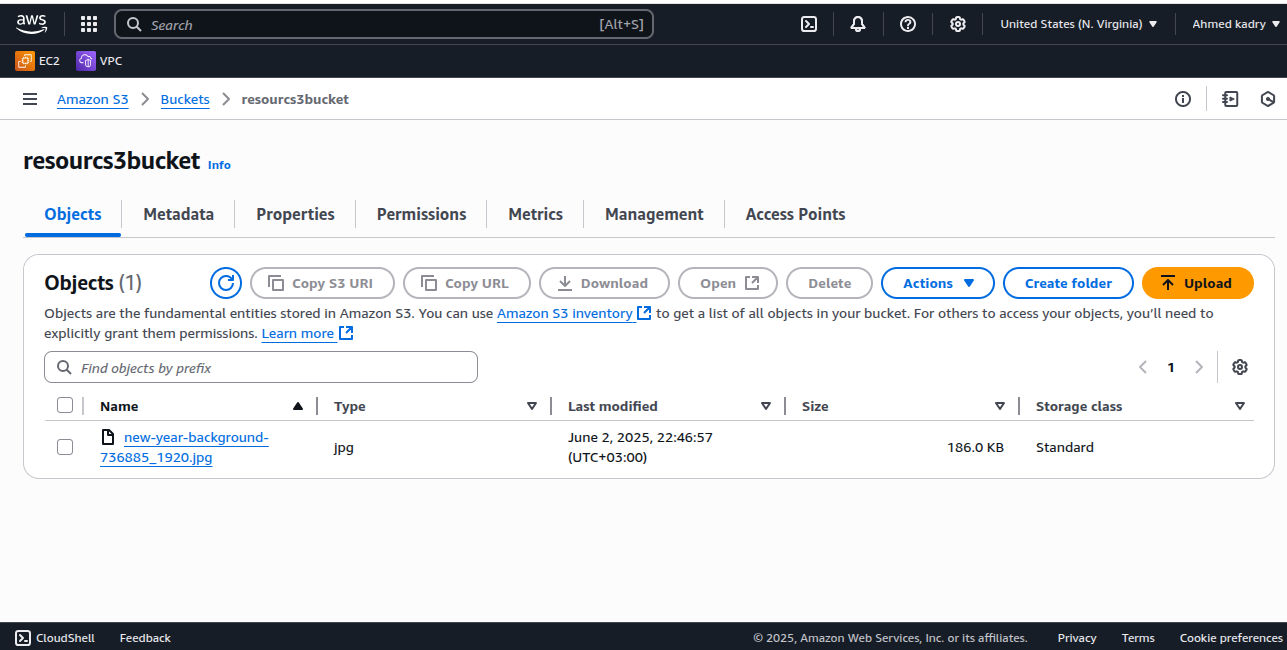 aws Search [Alt+S] United States (N. Virginia) Ahmed kadry
EC2 VPC
Amazon S3 Buckets resourcs3bucket
resourcs3bucket Info
Objects Metadata Properties Permissions Metrics Management Access Points
Objects (1) Copy S3 URI Copy URL Download Open Delete Actions Create folder Upload
Objects are the fundamental entities stored in Amazon S3. You can use Amazon S3 inventory to get a list of all objects in your bucket. For others to access your objects, you'll need to
explicitly grant them permissions. Learn more
Find objects by prefix 1
Name Type Last modified Size Storage class
new-year-background- jpg June 2, 2025, 22:46:57 186.0 KB Standard
736885_1920.jpg (UTC+03:00)
CloudShell Feedback © 2025, Amazon Web Services, Inc. or its affiliates. Privacy Terms Cookie preferences